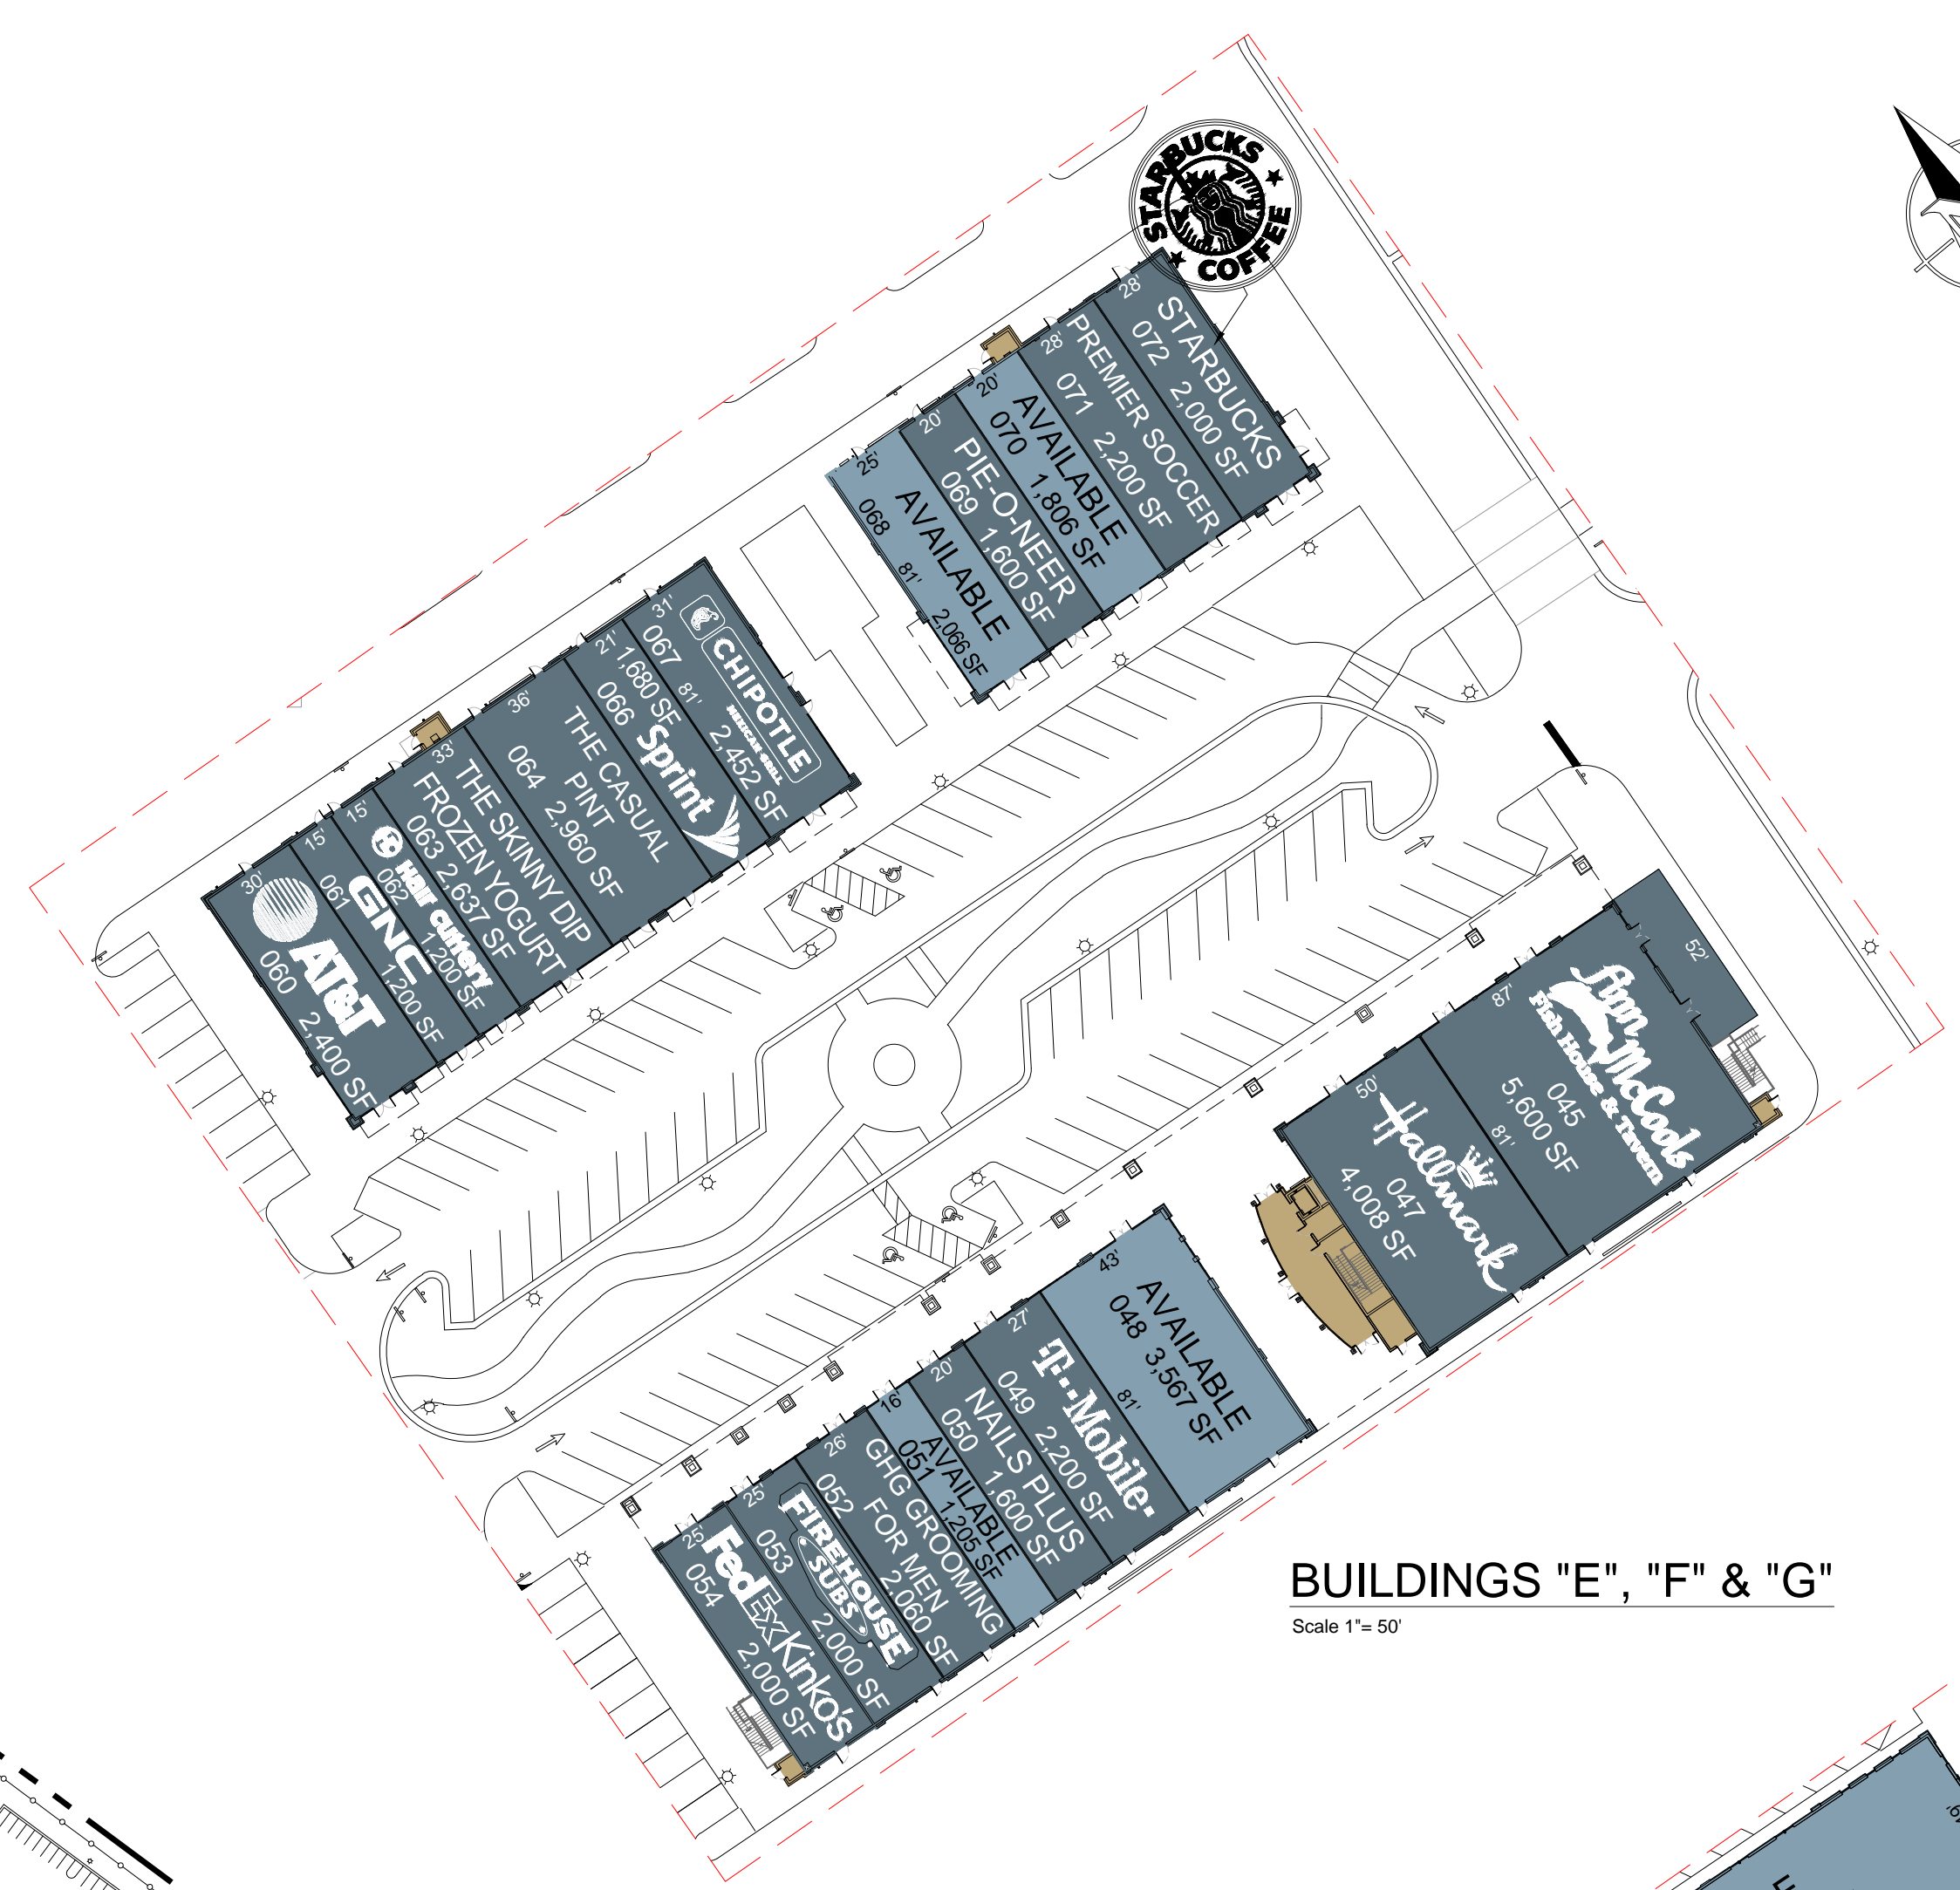 STARBUCKS
COFFEE
28'
STARBUCKS
072 2,000 SF
28'
PREMIER SOCCER
071 2,200 SF
20'
AVAILABLE
070 1,806 SF
20'
PIE-O-NEER
069 1,600 SF
25'
AVAILABLE
068 81' 2,066 SF
31'
CHIPOTLE
MEXICAN GRILL
067 81' 2,452 SF
21'
1,680 SF
066 Sprint
36'
THE CASUAL
PINT
064 2,960 SF
33'
THE SKINNY DIP
FROZEN YOGURT
063 2,637 SF
15'
HAIR CUTTERY
062 1,200 SF
15'
GNC
061 1,200 SF
30'
AT&T
060 2,400 SF
52'
87'
Finn McCool's
Fish House & Tavern
045
5,600 SF
81'
50'
Hallmark
047
4,008 SF
43'
AVAILABLE
048 3,567 SF
81'
27'
T-Mobile
049 2,200 SF
20'
NAILS PLUS
050 1,600 SF
16'
AVAILABLE
051 1,205 SF
26'
GHG GROOMING
FOR MEN
052 2,060 SF
25'
FIREHOUSE
SUBS
053 2,000 SF
25'
FedEx Kinko's
054 2,000 SF
BUILDINGS "E", "F" & "G"
Scale 1"= 50'